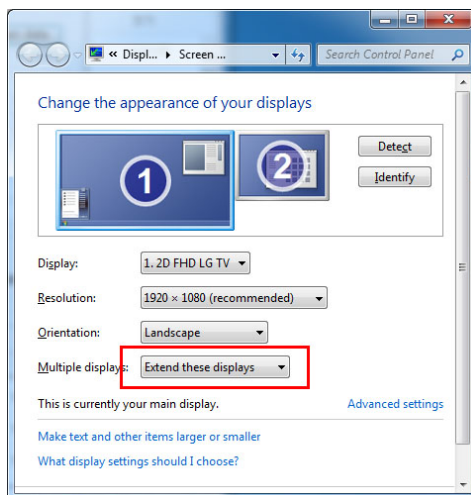 « Displ... ▸ Screen ...
Search Control Panel
Change the appearance of your displays
1
2
Detect
Identify
Display: 1. 2D FHD LG TV
Resolution: 1920 × 1080 (recommended)
Orientation: Landscape
Multiple displays: Extend these displays
This is currently your main display. Advanced settings
Make text and other items larger or smaller
What display settings should I choose?